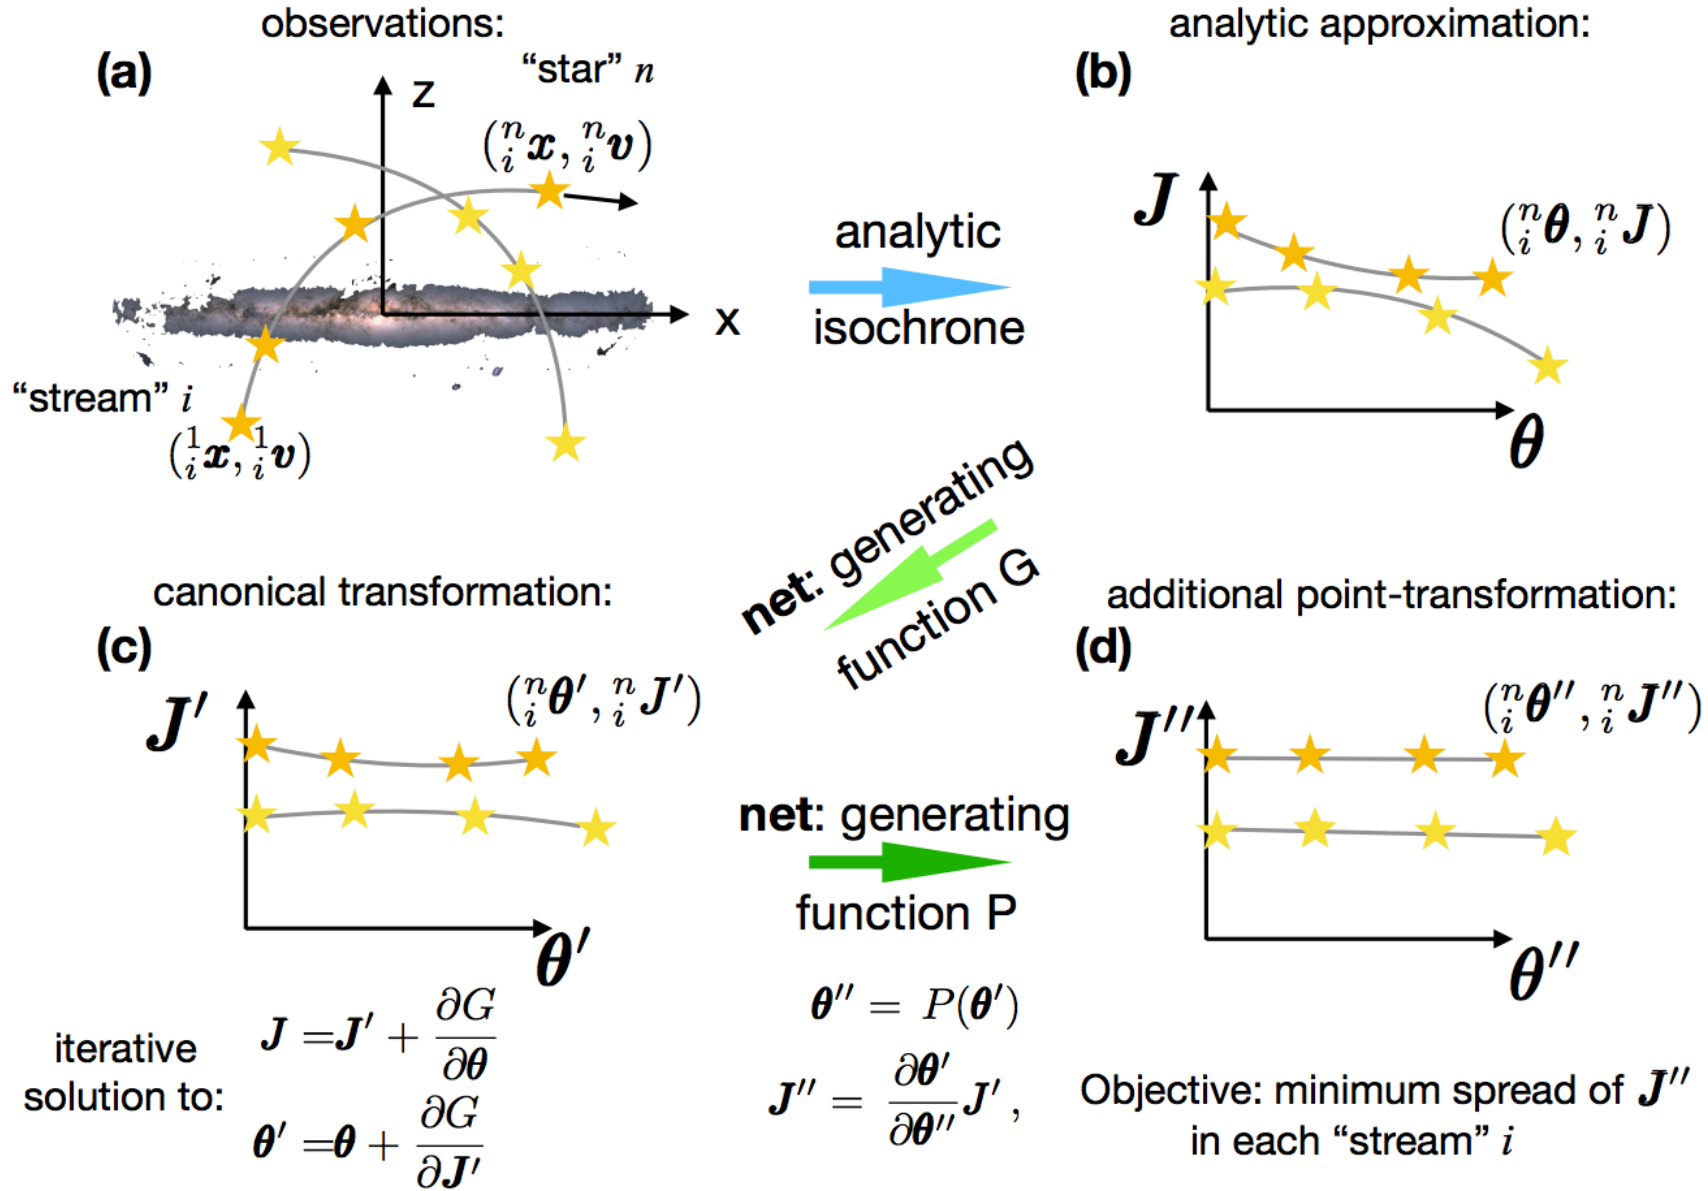 observations:
(a)
"star" n
z
(ⁿᵢx, ⁿᵢv)
x
"stream" i
(¹ᵢx, ¹ᵢv)
analytic
isochrone
analytic approximation:
(b)
J
(ⁿᵢθ, ⁿᵢJ)
θ
net: generating
function G
canonical transformation:
(c)
J′
(ⁿᵢθ′, ⁿᵢJ′)
θ′
iterative
solution to:
J =J′ + ∂G/∂θ
θ′ =θ + ∂G/∂J′
net: generating
function P
θ″ = P(θ′)
J″ = ∂θ′/∂θ″ J′ ,
additional point-transformation:
(d)
J″
(ⁿᵢθ″, ⁿᵢJ″)
θ″
Objective: minimum spread of J″
in each "stream" i